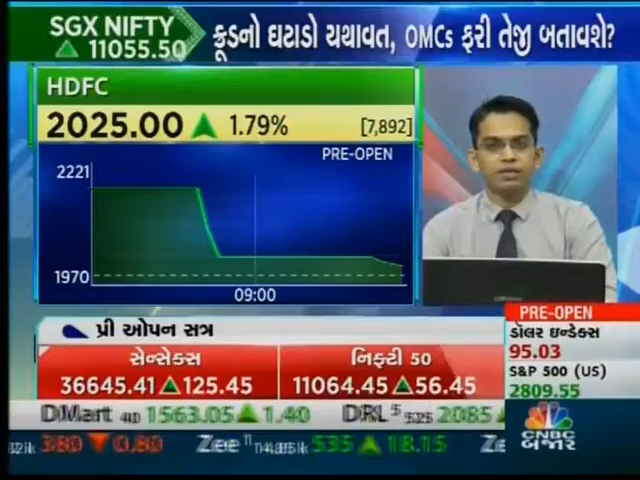 SGX NIFTY
▲ 11055.50
ક્રૂડનો ઘટાડો યથાવત, OMCs ફરી તેજી બતાવશે?
HDFC
2025.00 ▲ 1.79% [7,892]
PRE-OPEN
2221
1970
09:00
પ્રી ઓપન સત્ર
સેન્સેક્સ
36645.41 ▲ 125.45
નિફ્ટી 50
11064.45 ▲ 56.45
PRE-OPEN
ડૉલર ઇન્ડેક્સ
95.03
S&P 500 (US)
2809.55
DMart 1563.05 ▲ 1.40 DRL 2085 ▲
380 ▼ 0.80 Zee 535 ▲ 18.15
CNBC
બજાર